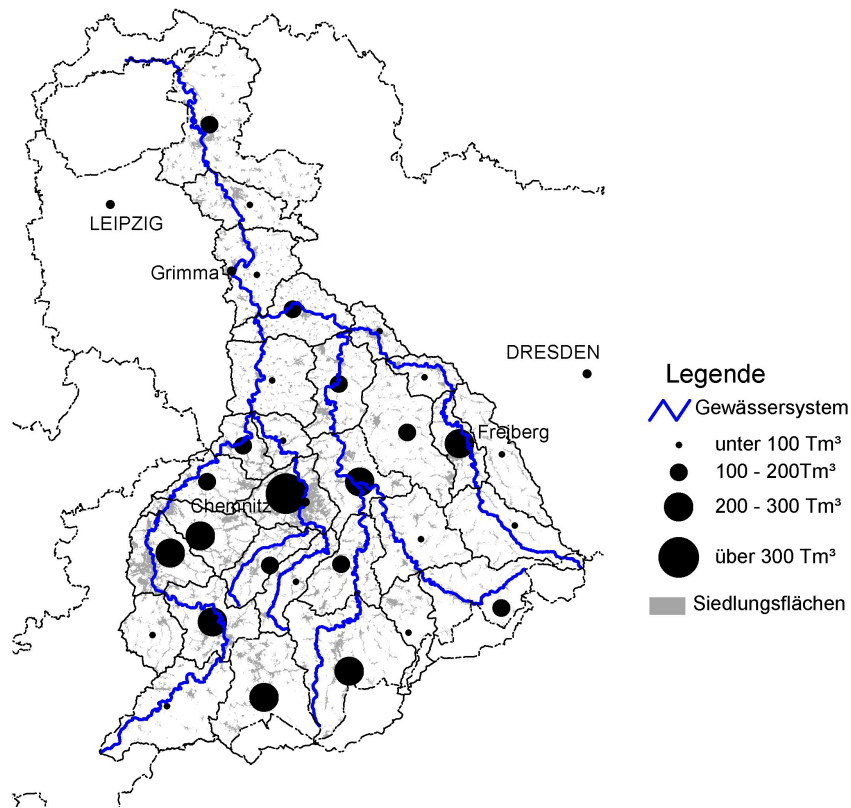 LEIPZIG
Grimma
DRESDEN
Freiberg
Chemnitz
Legende
Gewässersystem
unter 100 Tm³
100 - 200Tm³
200 - 300 Tm³
über 300 Tm³
Siedlungsflächen